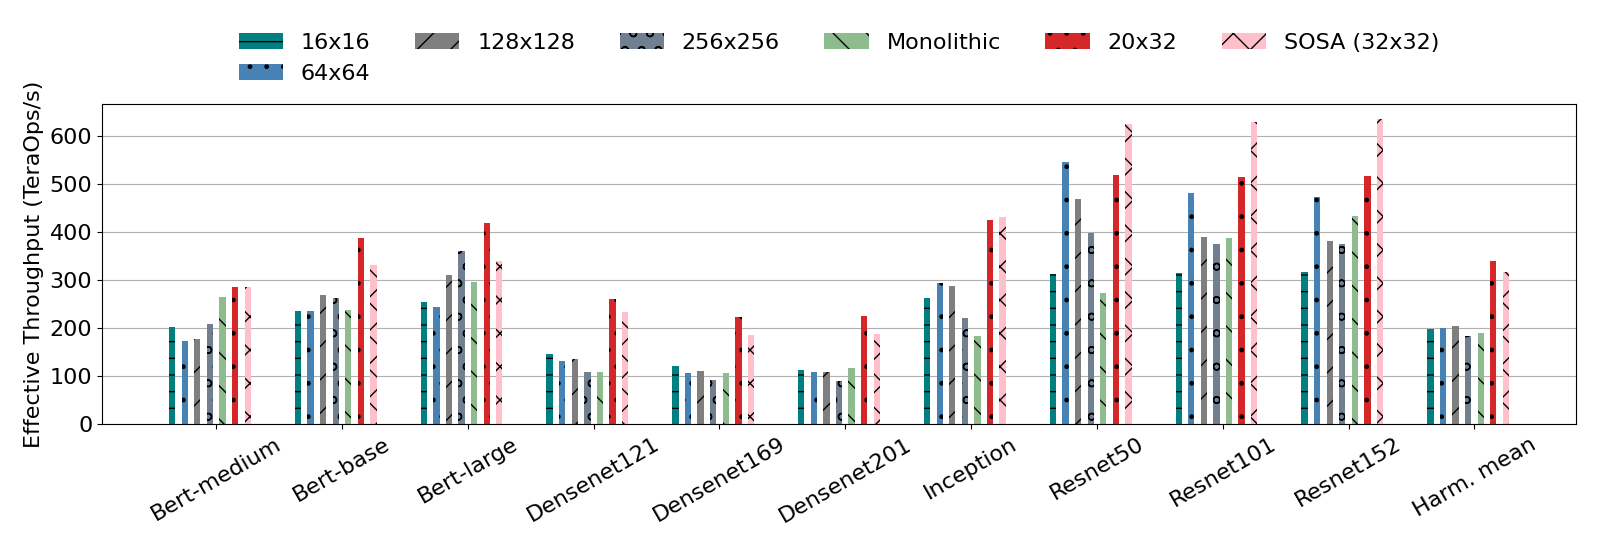 16x16 128x128 256x256 Monolithic 20x32 SOSA (32x32)
64x64
Effective Throughput (TeraOps/s)
600
500
400
300
200
100
0
Bert-medium Bert-base Bert-large Densenet121 Densenet169 Densenet201 Inception Resnet50 Resnet101 Resnet152 Harm. mean